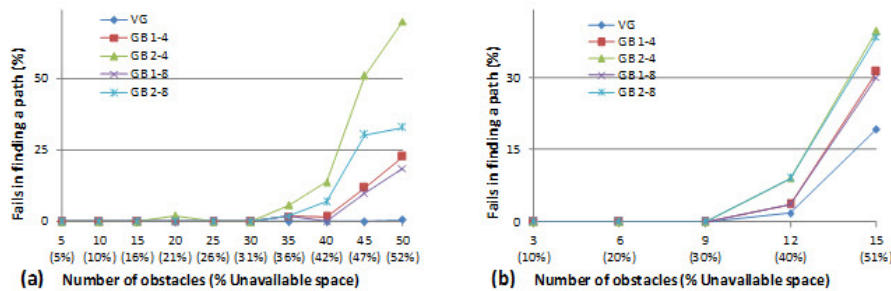 VG
GB 1-4
GB 2-4
GB 1-8
GB 2-8
Fails in finding a path (%)
50
25
0
5 10 15 20 25 30 35 40 45 50
(5%) (10%) (16%) (21%) (26%) (31%) (36%) (42%) (47%) (52%)
(a) Number of obstacles (% Unavailable space)
VG
GB 1-4
GB 2-4
GB 1-8
GB 2-8
Fails in finding a path (%)
30
15
0
3 6 9 12 15
(10%) (20%) (30%) (40%) (51%)
(b) Number of obstacles (% Unavailable space)